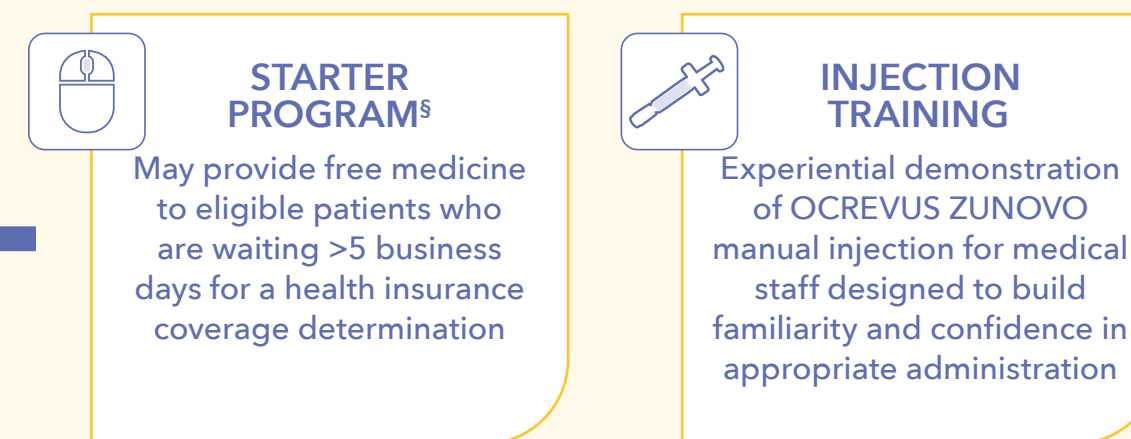 STARTER
PROGRAM§
May provide free medicine
to eligible patients who
are waiting >5 business
days for a health insurance
coverage determination
INJECTION
TRAINING
Experiential demonstration
of OCREVUS ZUNOVO
manual injection for medical
staff designed to build
familiarity and confidence in
appropriate administration